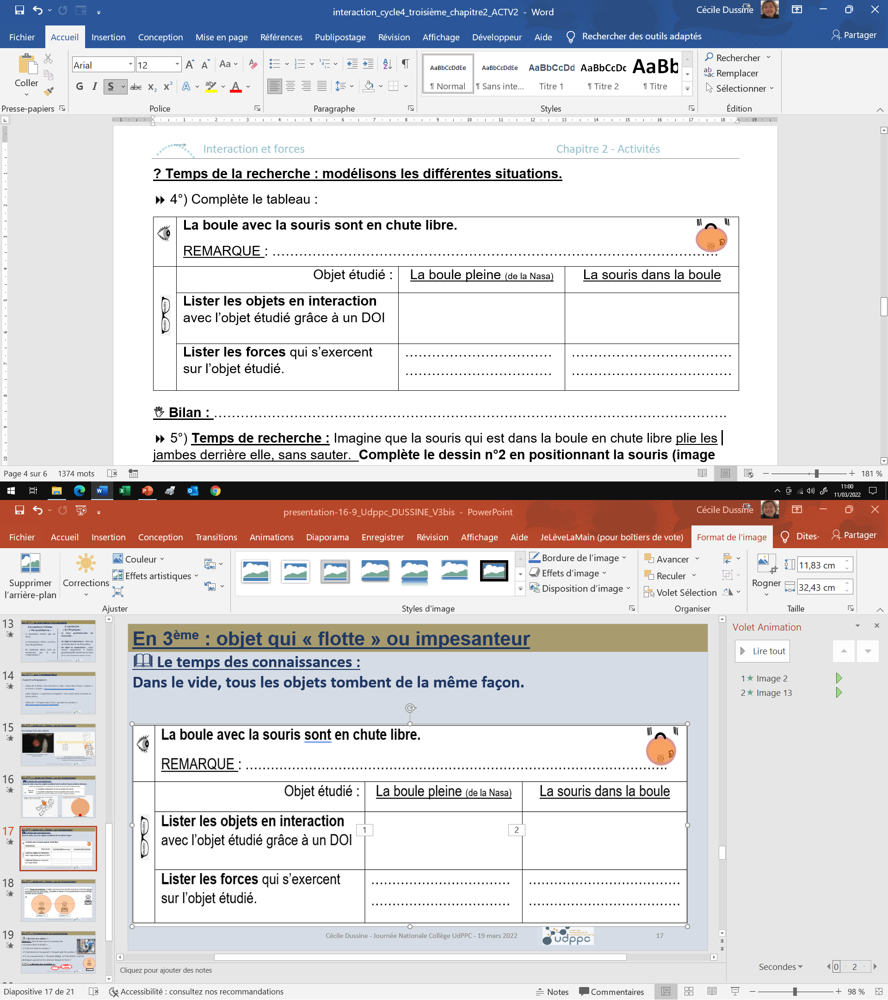 interaction_cycle4_troisième_chapitre2_ACTV2 - Word
Cécile Dussine
Fichier Accueil Insertion Conception Mise en page Références Publipostage Révision Affichage Développeur Aide Rechercher des outils adaptés Partager
Coller
Arial 12
G I S abc x₂ x²
AaBbCcDdEe AaBbCcDdEe AaBbCcDd AaBbCcDc AaBb
¶ Normal ¶ Sans inte... Titre 1 ¶ Titre 2 ¶ Titre
Rechercher
Remplacer
Sélectionner
Presse-papiers Police Paragraphe Styles Édition
Interaction et forces Chapitre 2 - Activités
? Temps de la recherche : modélisons les différentes situations.
4°) Complète le tableau :
La boule avec la souris sont en chute libre.
REMARQUE : ……………………………………………………………………………
Objet étudié : La boule pleine (de la Nasa) La souris dans la boule
Modèle Modèle
Lister les objets en interaction
avec l’objet étudié grâce à un DOI
Lister les forces qui s’exercent
sur l’objet étudié.
Bilan : ……………………………………………………………………………
5°) Temps de recherche : Imagine que la souris qui est dans la boule en chute libre plie les
jambes derrière elle, sans sauter. Complète le dessin n°2 en positionnant la souris (image
Page 4 sur 6 1374 mots 181 %
11:00
11/03/2022
presentation-16-9_Udppc_DUSSINE_V3bis - PowerPoint
Cécile Dussine
Fichier Accueil Insertion Conception Transitions Animations Diaporama Enregistrer Révision Affichage Aide JeLèveLaMain (pour boîtiers de vote) Format de l'image Dites- Partager
Supprimer
l’arrière-plan
Corrections
Couleur
Effets artistiques
Bordure de l’image
Effets d’image
Disposition d’image
Avancer
Reculer
Volet Sélection
Rogner
11,83 cm
32,43 cm
Ajuster Styles d'image Organiser Taille
13
14
15
16
17
18
19
En 3ème : objet qui « flotte » ou impesanteur
Le temps des connaissances :
Dans le vide, tous les objets tombent de la même façon.
La boule avec la souris sont en chute libre.
REMARQUE : ……………………………………………………………………………
Objet étudié : La boule pleine (de la Nasa) La souris dans la boule
Modèle Modèle
Lister les objets en interaction
avec l’objet étudié grâce à un DOI
1 2
Lister les forces qui s’exercent
sur l’objet étudié.
Cécile Dussine - Journée Nationale Collège UdPPC - 19 mars 2022
udppc
17
Volet Animation
Lire tout
1 Image 2
2 Image 13
Secondes 0 2
Cliquez pour ajouter des notes
Diapositive 17 de 21 Accessibilité : consultez nos recommandations Notes Commentaires 98 %